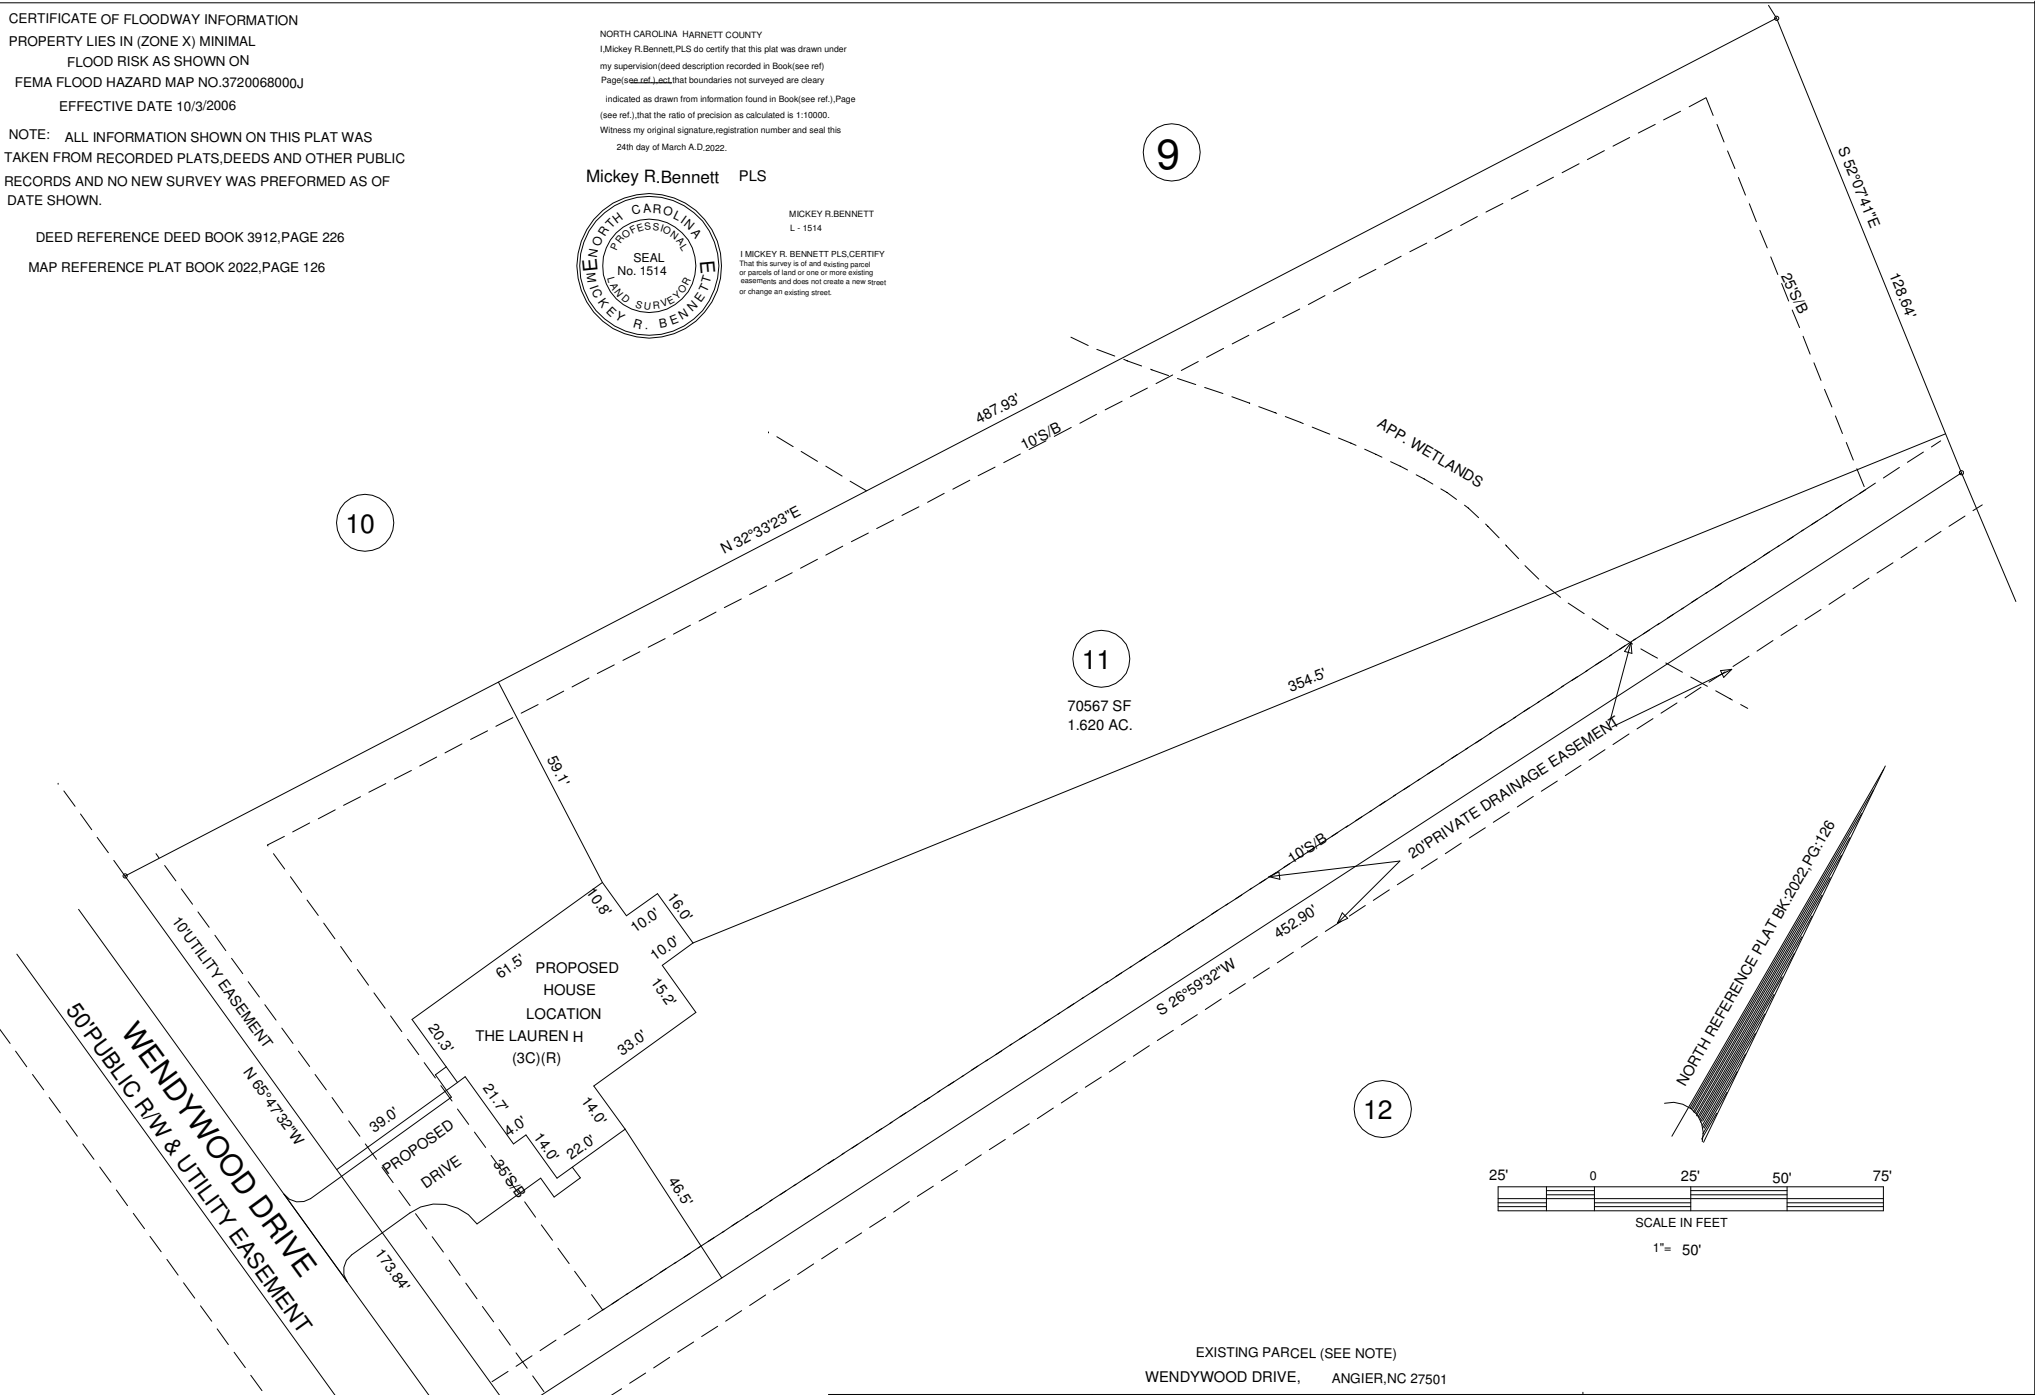 CERTIFICATE OF FLOODWAY INFORMATION
PROPERTY LIES IN (ZONE X) MINIMAL
FLOOD RISK AS SHOWN ON
FEMA FLOOD HAZARD MAP NO.3720068000J
EFFECTIVE DATE 10/3/2006
NOTE: ALL INFORMATION SHOWN ON THIS PLAT WAS
TAKEN FROM RECORDED PLATS,DEEDS AND OTHER PUBLIC
RECORDS AND NO NEW SURVEY WAS PREFORMED AS OF
DATE SHOWN.
DEED REFERENCE DEED BOOK 3912,PAGE 226
MAP REFERENCE PLAT BOOK 2022,PAGE 126
NORTH CAROLINA HARNETT COUNTY
I,Mickey R.Bennett,PLS do certify that this plat was drawn under
my supervision(deed description recorded in Book(see ref)
Page(see ref.),ect,that boundaries not surveyed are cleary
indicated as drawn from information found in Book(see ref.),Page
(see ref.),that the ratio of precision as calculated is 1:10000.
Witness my original signature,registration number and seal this
24th day of March A.D.2022.
Mickey R.Bennett PLS
NORTH CAROLINA
PROFESSIONAL
SEAL
No. 1514
LAND SURVEYOR
MICKEY R. BENNETT
MICKEY R.BENNETT
L - 1514
I MICKEY R. BENNETT PLS,CERTIFY
That this survey is of and existing parcel
or parcels of land or one or more existing
easements and does not create a new street
or change an existing street.
9
S 52°07'41"E
128.64'
25'S/B
487.93'
10'S/B
APP. WETLANDS
10
N 32°33'23"E
11
70567 SF
1.620 AC.
354.5'
59.1'
20'PRIVATE DRAINAGE EASEMENT
10'S/B
452.90'
S 26°59'32"W
10.8'
10.0'
16.0'
10.0'
61.5'
15.2'
PROPOSED
HOUSE
LOCATION
THE LAUREN H
(3C)(R)
20.3'
33.0'
21.7'
4.0'
14.0'
22.0'
14.0'
39.0'
PROPOSED
DRIVE
35'S/B
46.5'
10'UTILITY EASEMENT
N 65°47'32"W
173.84'
WENDYWOOD DRIVE
50'PUBLIC R/W & UTILITY EASEMENT
12
NORTH REFERENCE PLAT BK:2022,PG:126
25' 0 25' 50' 75'
SCALE IN FEET
1"= 50'
EXISTING PARCEL (SEE NOTE)
WENDYWOOD DRIVE, ANGIER,NC 27501